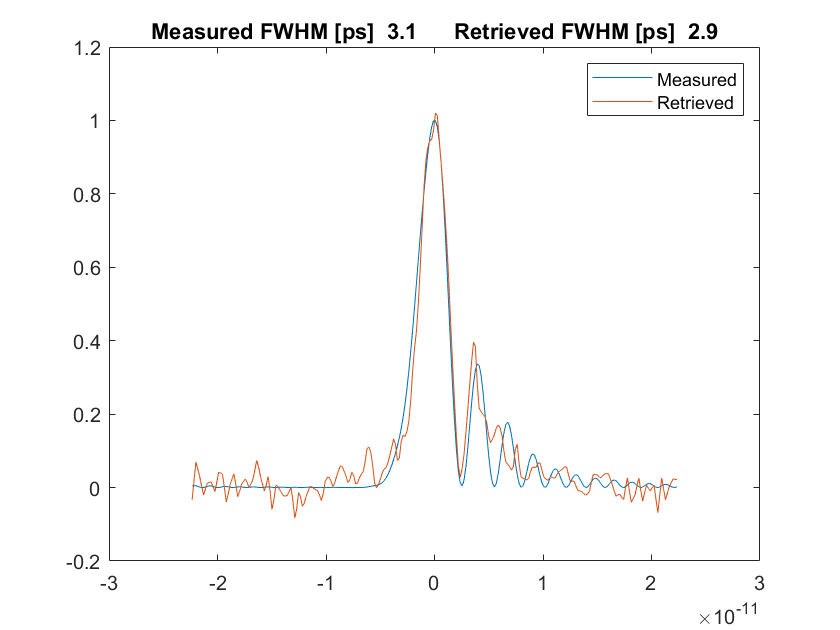 Measured FWHM [ps] 3.1 Retrieved FWHM [ps] 2.9
1.2
Measured
Retrieved
1
0.8
0.6
0.4
0.2
0
-0.2
-3 -2 -1 0 1 2 3
×10⁻¹¹